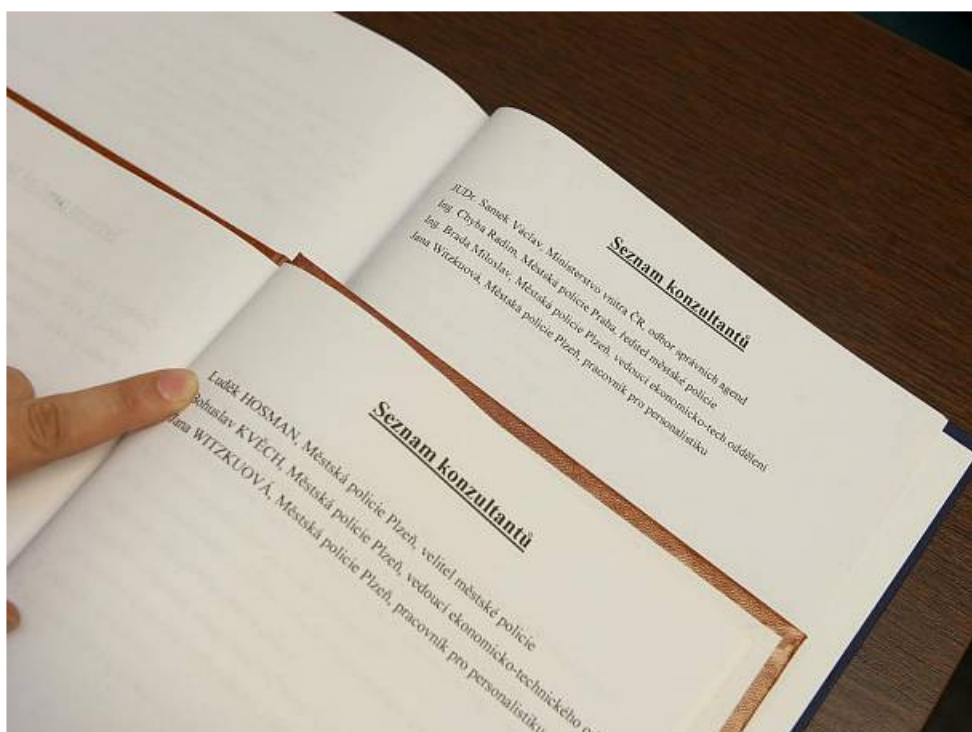 Seznam konzultantů
JUDr. Samek Václav, Ministerstvo vnitra ČR, odbor správních agend
Ing. Chyba Radim, Městská policie Praha, ředitel městské policie
Ing. Brada Miloslav, Městská policie Plzeň, vedoucí ekonomicko-tech.oddělení
Jana Witzkuová, Městská policie Plzeň, pracovník pro personalistiku
Seznam konzultantů
Luděk HOSMAN, Městská policie Plzeň, velitel městské policie
Bohuslav KVĚCH, Městská policie Plzeň, vedoucí ekonomicko-technického
Jana WITZKUOVÁ, Městská policie Plzeň, pracovník pro personalistiku